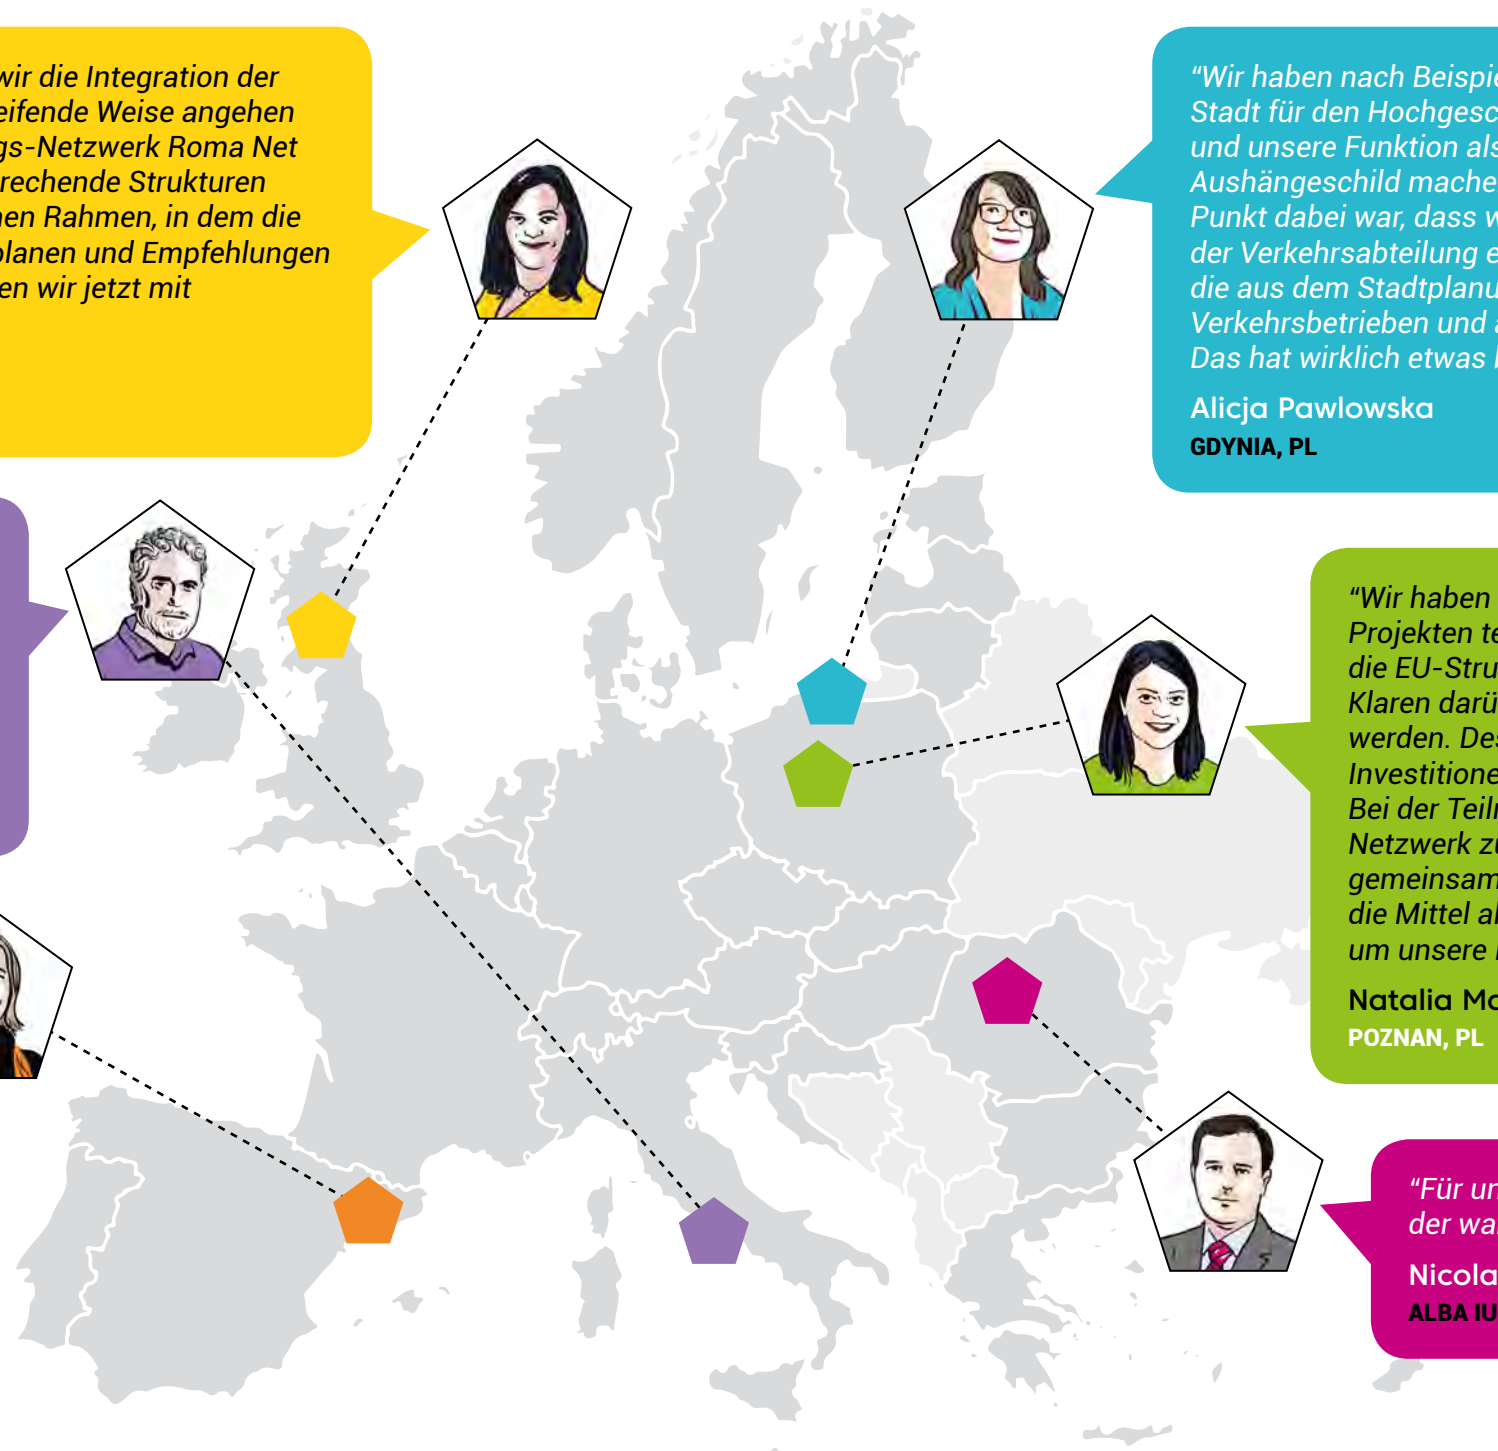 wir die Integration der
eifende Weise angehen
gs-Netzwerk Roma Net
rechende Strukturen
nen Rahmen, in dem die
planen und Empfehlungen
en wir jetzt mit
“Wir haben nach Beispie
Stadt für den Hochgesc
und unsere Funktion als
Aushängeschild mache
Punkt dabei war, dass w
der Verkehrsabteilung e
die aus dem Stadtplanu
Verkehrsbetrieben und a
Das hat wirklich etwas
Alicja Pawlowska
GDYNIA, PL
“Wir haben
Projekten te
die EU-Stru
Klaren darü
werden. Des
Investitione
Bei der Teiln
Netzwerk zu
gemeinsam
die Mittel al
um unsere
Natalia Ma
POZNAN, PL
“Für un
der wa
Nicola
ALBA IU